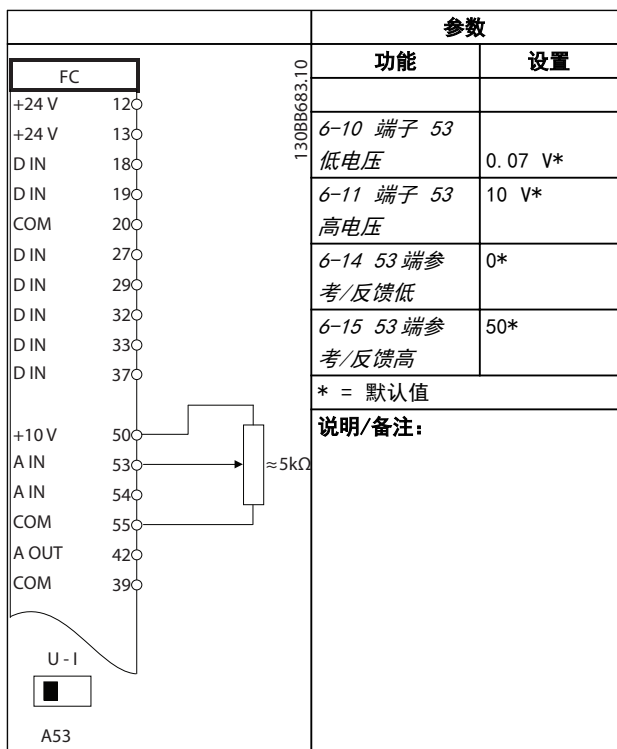 参数
功能 设置
FC
130BB683.10
+24 V 12
+24 V 13
D IN 18
D IN 19
COM 20
D IN 27
D IN 29
D IN 32
D IN 33
D IN 37
+10 V 50
A IN 53
≈5kΩ
A IN 54
COM 55
A OUT 42
COM 39
U - I
A53
6-10 端子 53
低电压 0.07 V*
6-11 端子 53 10 V*
高电压
6-14 53 端参 0*
考/反馈低
6-15 53 端参 50*
考/反馈高
* = 默认值
说明/备注：